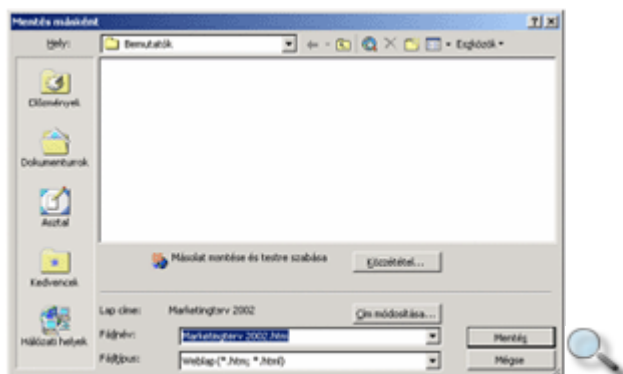 Mentés másként
Hely:
Bemutatók
Eszközök
Előzmények
Dokumentumok
Asztal
Kedvencek
Hálózati helyek
Másolat mentése és testre szabása
Közzététel...
Lap címe:
Marketingterv 2002
Cím módosítása...
Fájlnév:
Marketingterv 2002.htm
Mentés
Fájltípus:
Weblap (*.htm; *.html)
Mégse